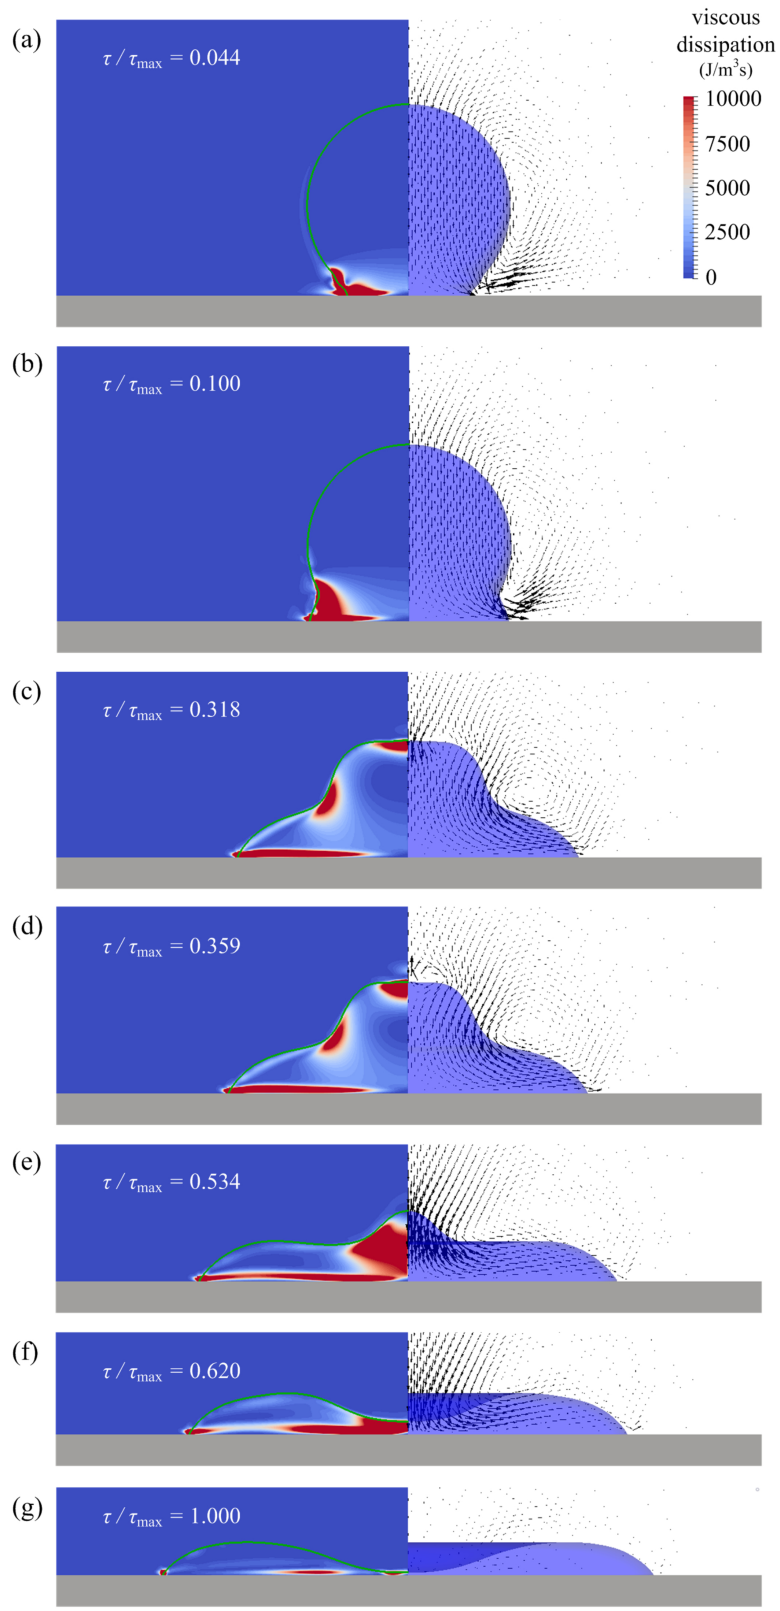 (a)
τ / τmax = 0.044
viscous
dissipation
(J/m³s)
10000
7500
5000
2500
0
(b)
τ / τmax = 0.100
(c)
τ / τmax = 0.318
(d)
τ / τmax = 0.359
(e)
τ / τmax = 0.534
(f)
τ / τmax = 0.620
(g)
τ / τmax = 1.000